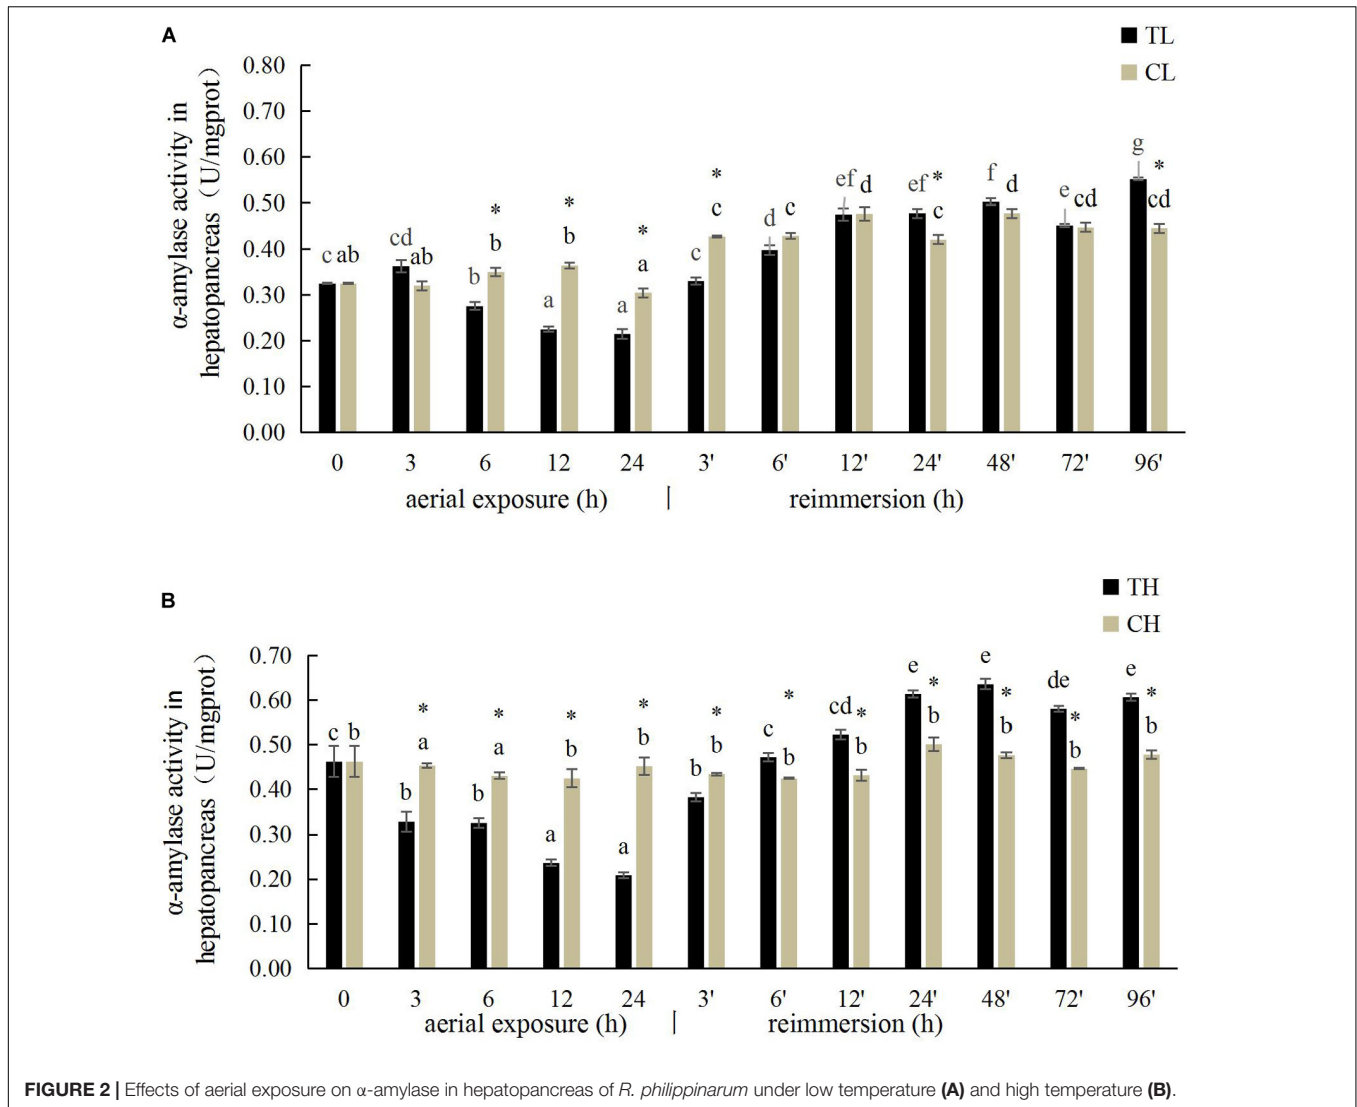 A
TL
CL
α-amylase activity in
hepatopancreas (U/mgprot)
0.80
0.70
0.60
0.50
0.40
0.30
0.20
0.10
0.00
c ab
cd ab
b * b
a * b
a * a
c * c
d c
ef d
ef * c
f d
e cd
g * cd
0 3 6 12 24 3' 6' 12' 24' 48' 72' 96'
aerial exposure (h) | reimmersion (h)
B
TH
CH
α-amylase activity in
hepatopancreas (U/mgprot)
0.70
0.60
0.50
0.40
0.30
0.20
0.10
0.00
c b
b * a
b * a
a * b
a * b
b * b
c * b
cd * b
e * b
e * b
de * b
e * b
0 3 6 12 24 3' 6' 12' 24' 48' 72' 96'
aerial exposure (h) | reimmersion (h)
FIGURE 2 | Effects of aerial exposure on α-amylase in hepatopancreas of R. philippinarum under low temperature (A) and high temperature (B).